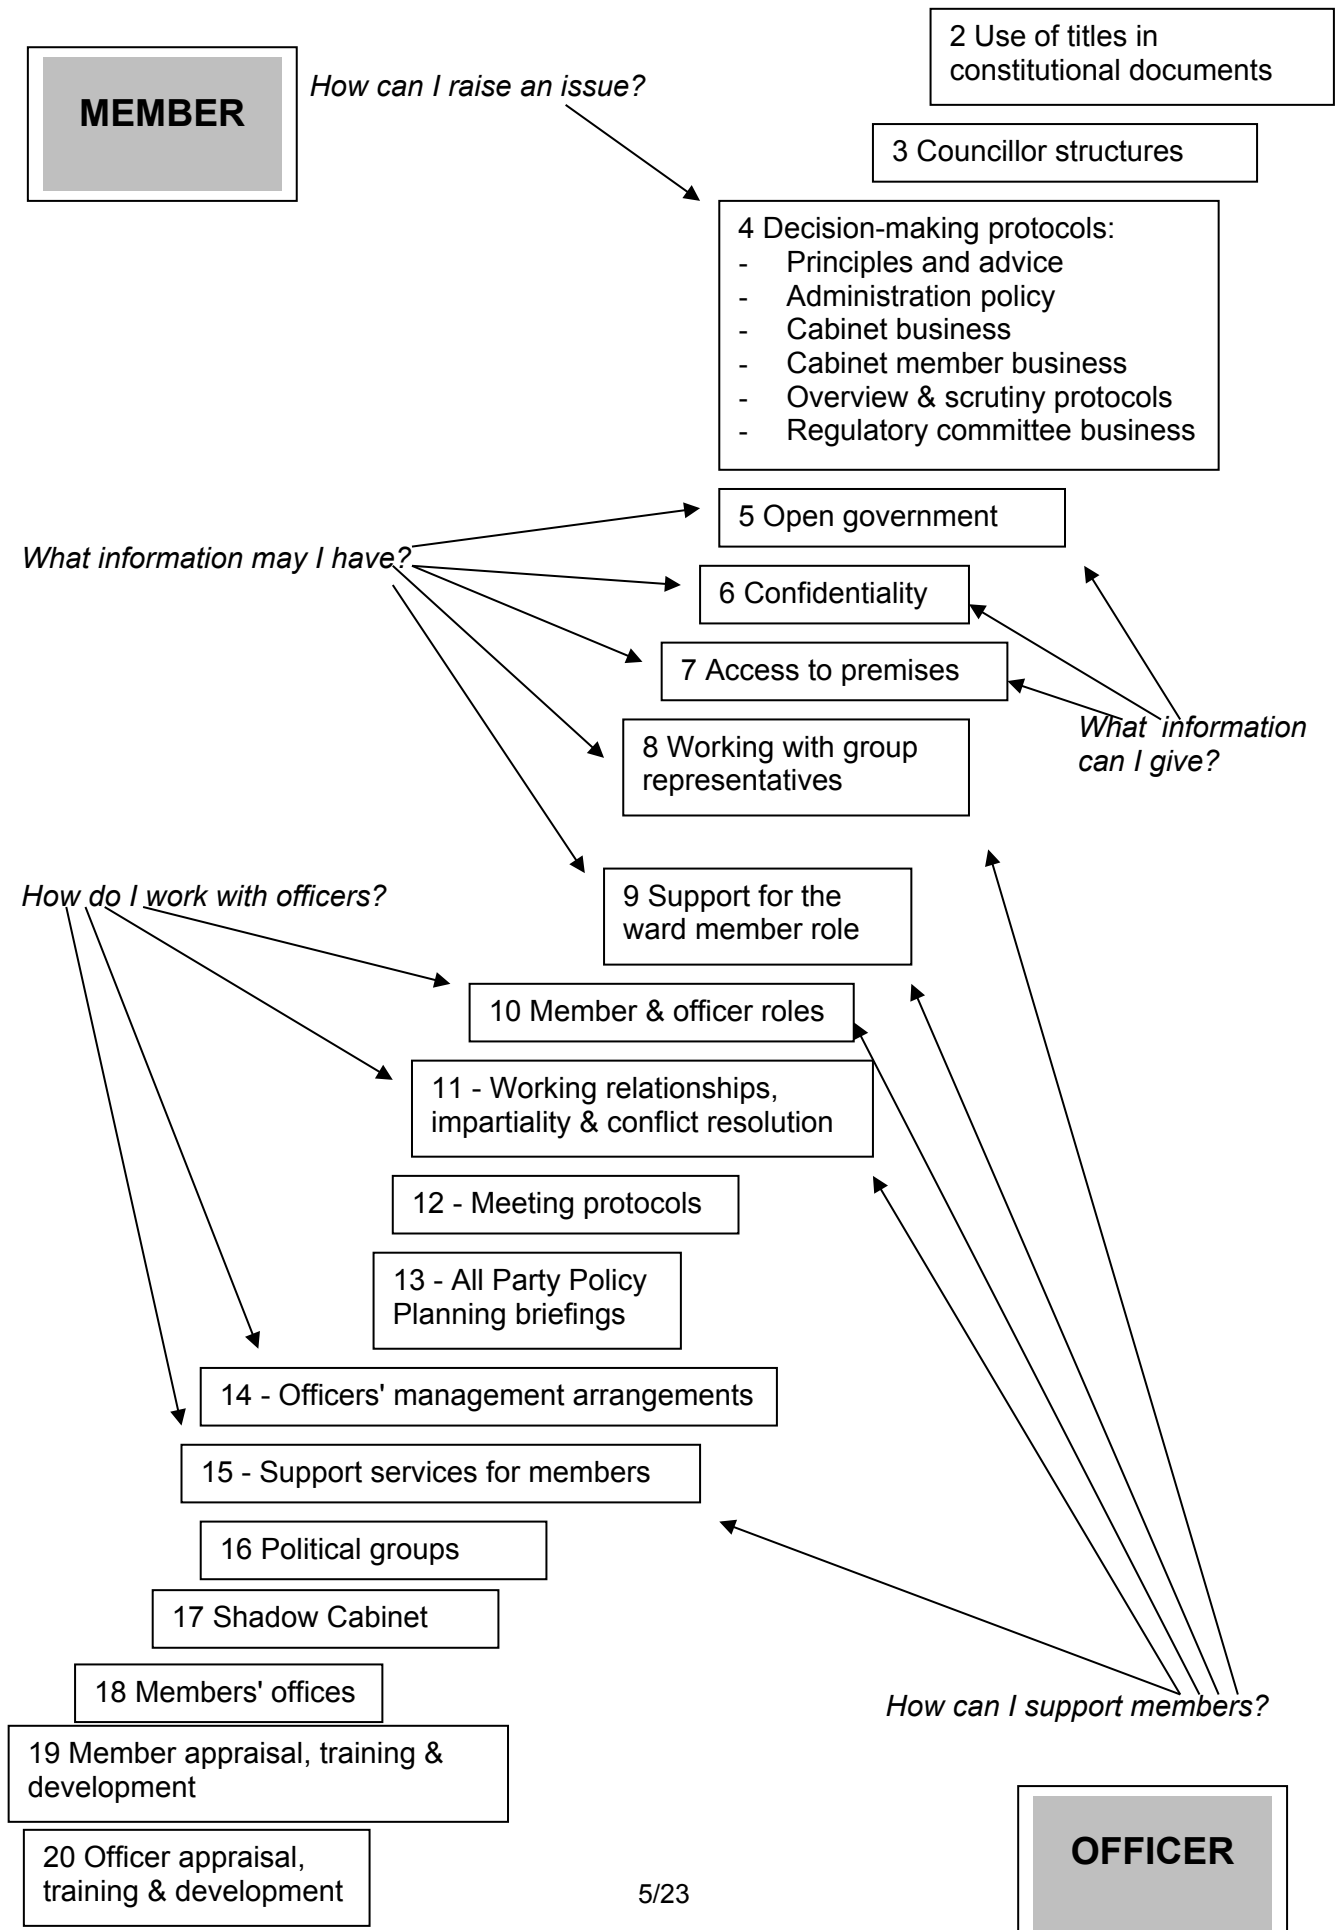 2 Use of titles in
constitutional documents
MEMBER
How can I raise an issue?
3 Councillor structures
4 Decision-making protocols:
- Principles and advice
- Administration policy
- Cabinet business
- Cabinet member business
- Overview & scrutiny protocols
- Regulatory committee business
5 Open government
What information may I have?
6 Confidentiality
7 Access to premises
What information
can I give?
8 Working with group
representatives
How do I work with officers?
9 Support for the
ward member role
10 Member & officer roles
11 - Working relationships,
impartiality & conflict resolution
12 - Meeting protocols
13 - All Party Policy
Planning briefings
14 - Officers' management arrangements
15 - Support services for members
16 Political groups
17 Shadow Cabinet
18 Members' offices
How can I support members?
19 Member appraisal, training &
development
OFFICER
20 Officer appraisal,
training & development
5/23